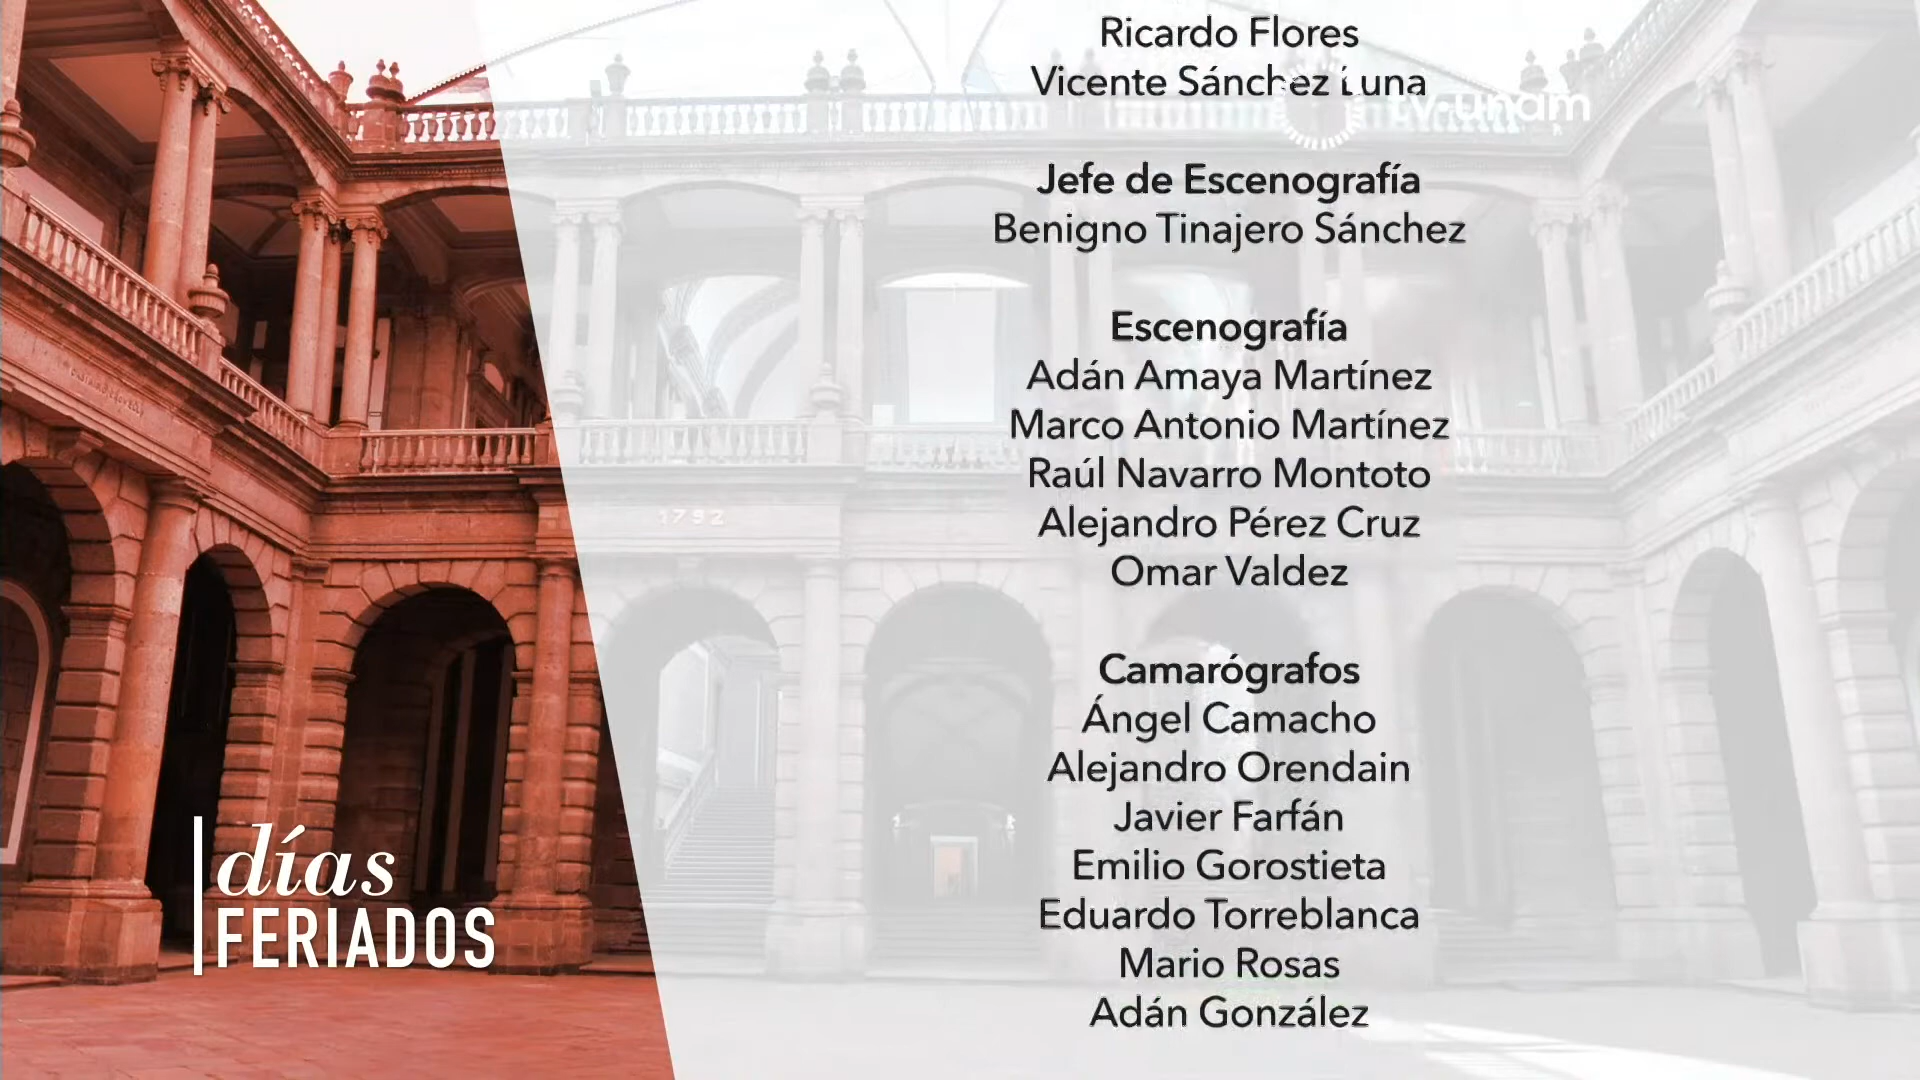 Ricardo Flores
Vicente Sánchez Luna
tv·unam
Jefe de Escenografía
Benigno Tinajero Sánchez
Escenografía
Adán Amaya Martínez
Marco Antonio Martínez
Raúl Navarro Montoto
Alejandro Pérez Cruz
Omar Valdez
1792
Camarógrafos
Ángel Camacho
Alejandro Orendain
Javier Farfán
Emilio Gorostieta
Eduardo Torreblanca
Mario Rosas
Adán González
días
FERIADOS